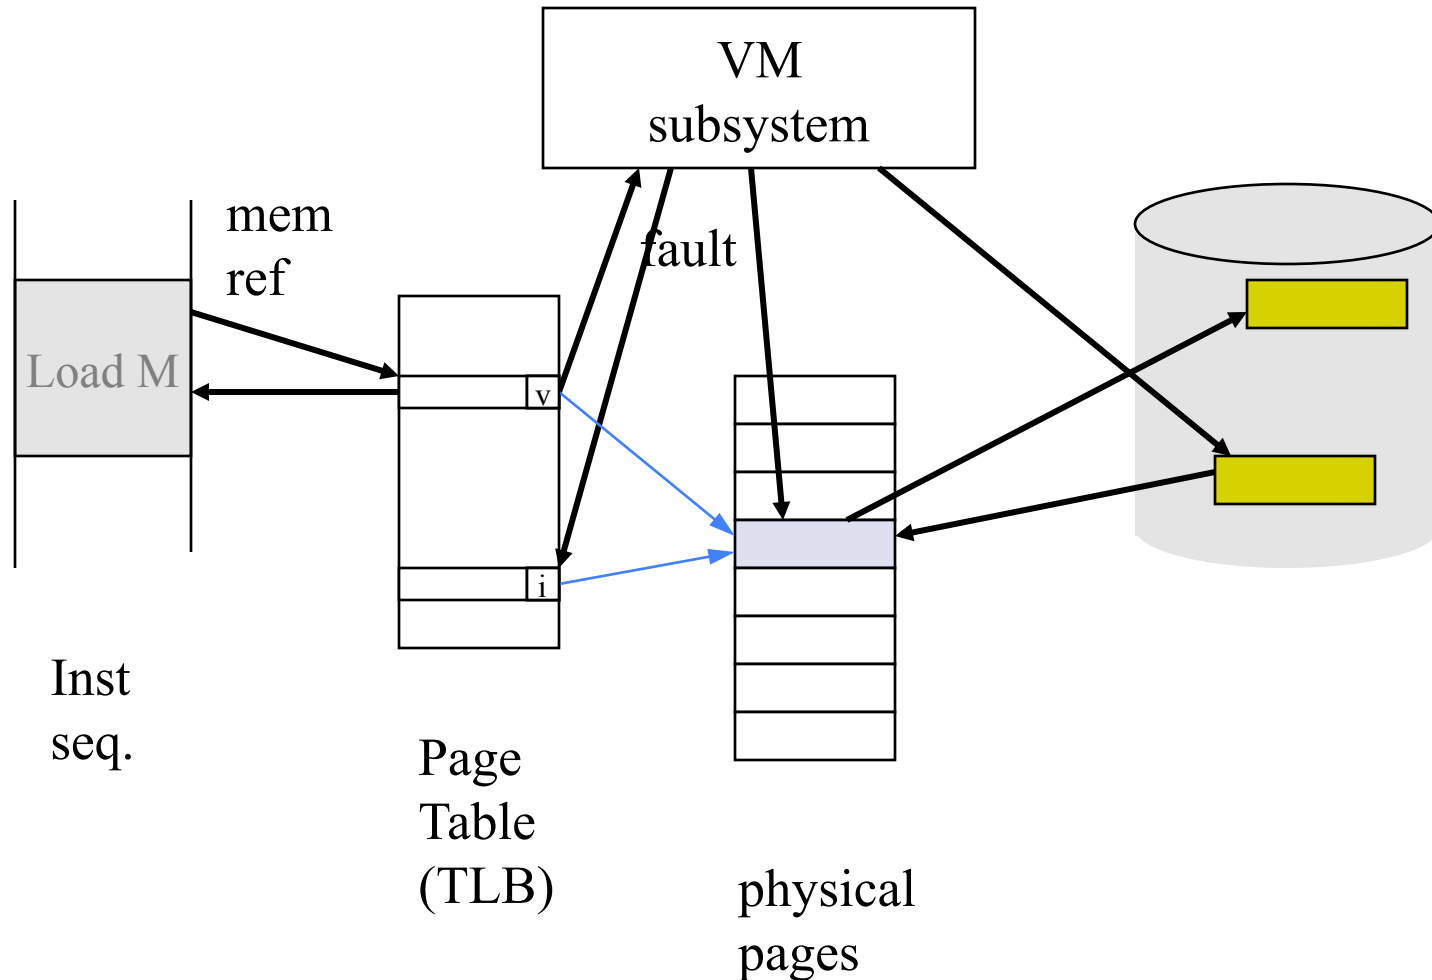 VM
subsystem
mem
ref
fault
Load M
v
i
Inst
seq.
Page
Table
(TLB)
physical
pages